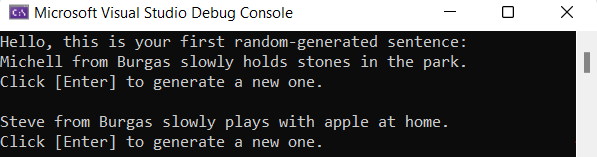 Microsoft Visual Studio Debug Console
Hello, this is your first random-generated sentence:
Michell from Burgas slowly holds stones in the park.
Click [Enter] to generate a new one.
Steve from Burgas slowly plays with apple at home.
Click [Enter] to generate a new one.